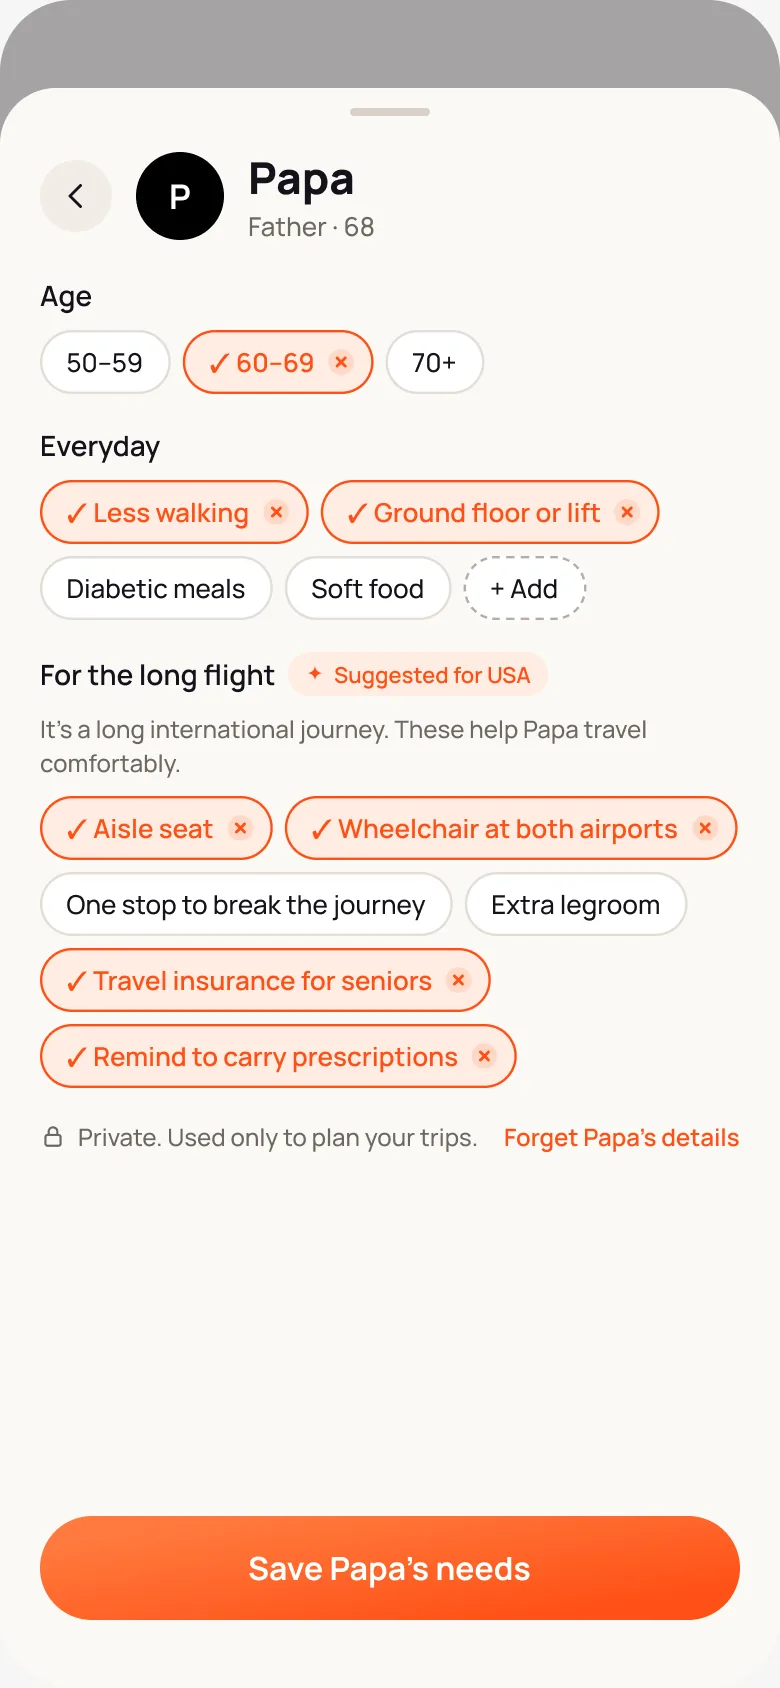 P
Papa
Father · 68
Age
50–59
✓ 60–69 ×
70+
Everyday
✓ Less walking ×
✓ Ground floor or lift ×
Diabetic meals
Soft food
+ Add
For the long flight
✦ Suggested for USA
It’s a long international journey. These help Papa travel
comfortably.
✓ Aisle seat ×
✓ Wheelchair at both airports ×
One stop to break the journey
Extra legroom
✓ Travel insurance for seniors ×
✓ Remind to carry prescriptions ×
Private. Used only to plan your trips.
Forget Papa’s details
Save Papa’s needs